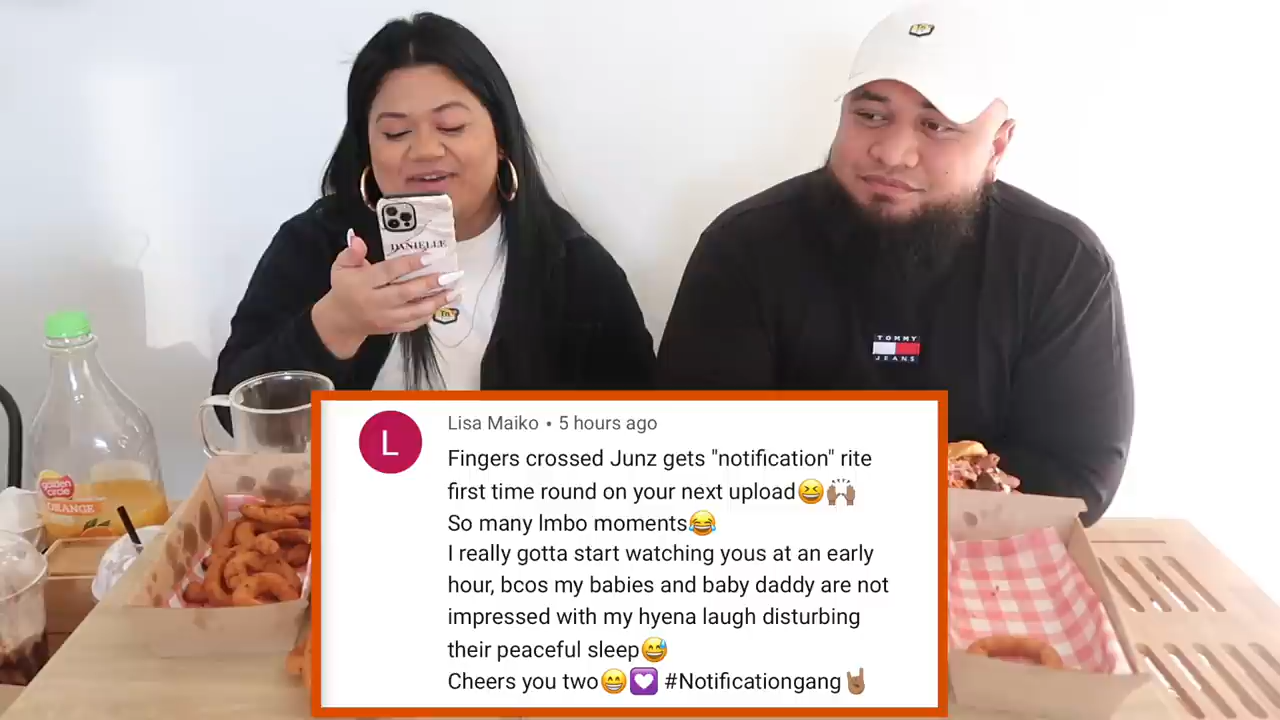 DANIELLE
TOMMY
JEANS
golden
circle
ORANGE
L
Lisa Maiko • 5 hours ago
Fingers crossed Junz gets "notification" rite
first time round on your next upload😆🙌🏽
So many lmbo moments😂
I really gotta start watching yous at an early
hour, bcos my babies and baby daddy are not
impressed with my hyena laugh disturbing
their peaceful sleep😅
Cheers you two😁💟 #Notificationgang🤘🏽